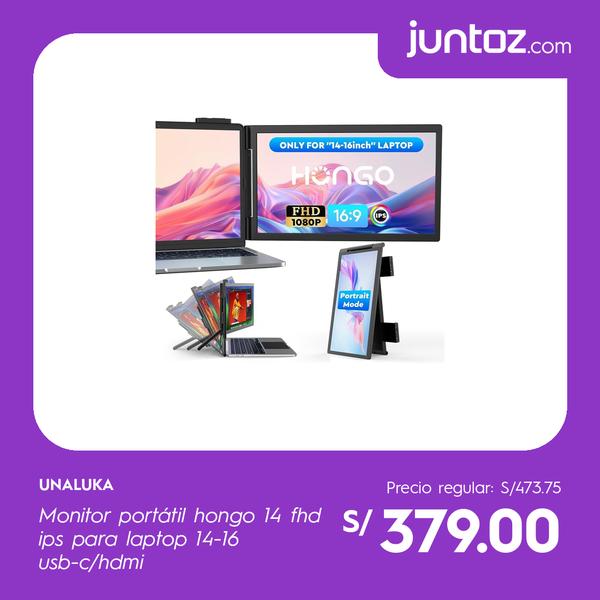 juntoz.com
ONLY FOR "14-16inch" LAPTOP
HONGO
FHD
1080P
16:9
IPS
Portrait
Mode
UNALUKA
Monitor portátil hongo 14 fhd
ips para laptop 14-16
usb-c/hdmi
Precio regular: S/473.75
S/379.00